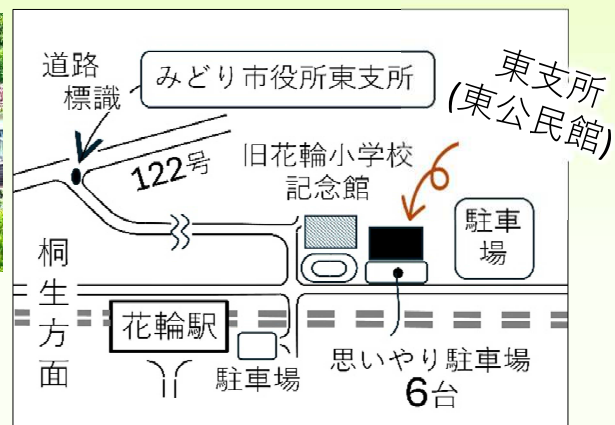 道路
標識
みどり市役所東支所
東支所
(東公民館)
122号
旧花輪小学校
記念館
駐車
場
桐生方面
花輪駅
駐車場
思いやり駐車場
6台